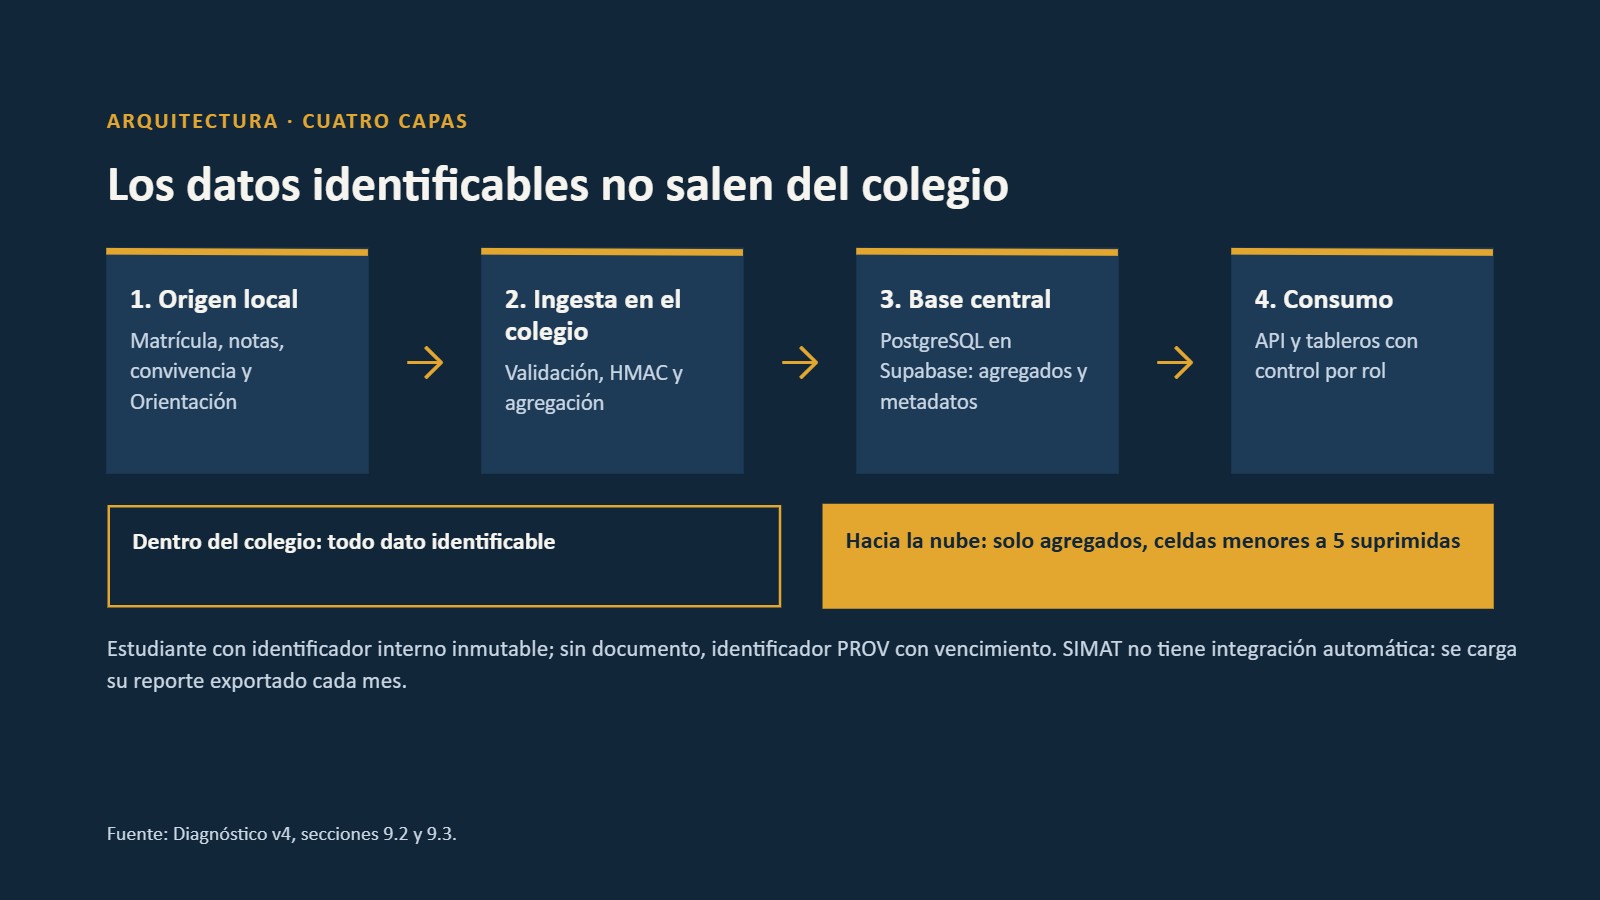 ARQUITECTURA · CUATRO CAPAS
Los datos identificables no salen del colegio
1. Origen local
Matrícula, notas,
convivencia y
Orientación
→
2. Ingesta en el
colegio
Validación, HMAC y
agregación
→
3. Base central
PostgreSQL en
Supabase: agregados y
metadatos
→
4. Consumo
API y tableros con
control por rol
Dentro del colegio: todo dato identificable
Hacia la nube: solo agregados, celdas menores a 5 suprimidas
Estudiante con identificador interno inmutable; sin documento, identificador PROV con vencimiento. SIMAT no tiene integración automática: se carga
su reporte exportado cada mes.
Fuente: Diagnóstico v4, secciones 9.2 y 9.3.